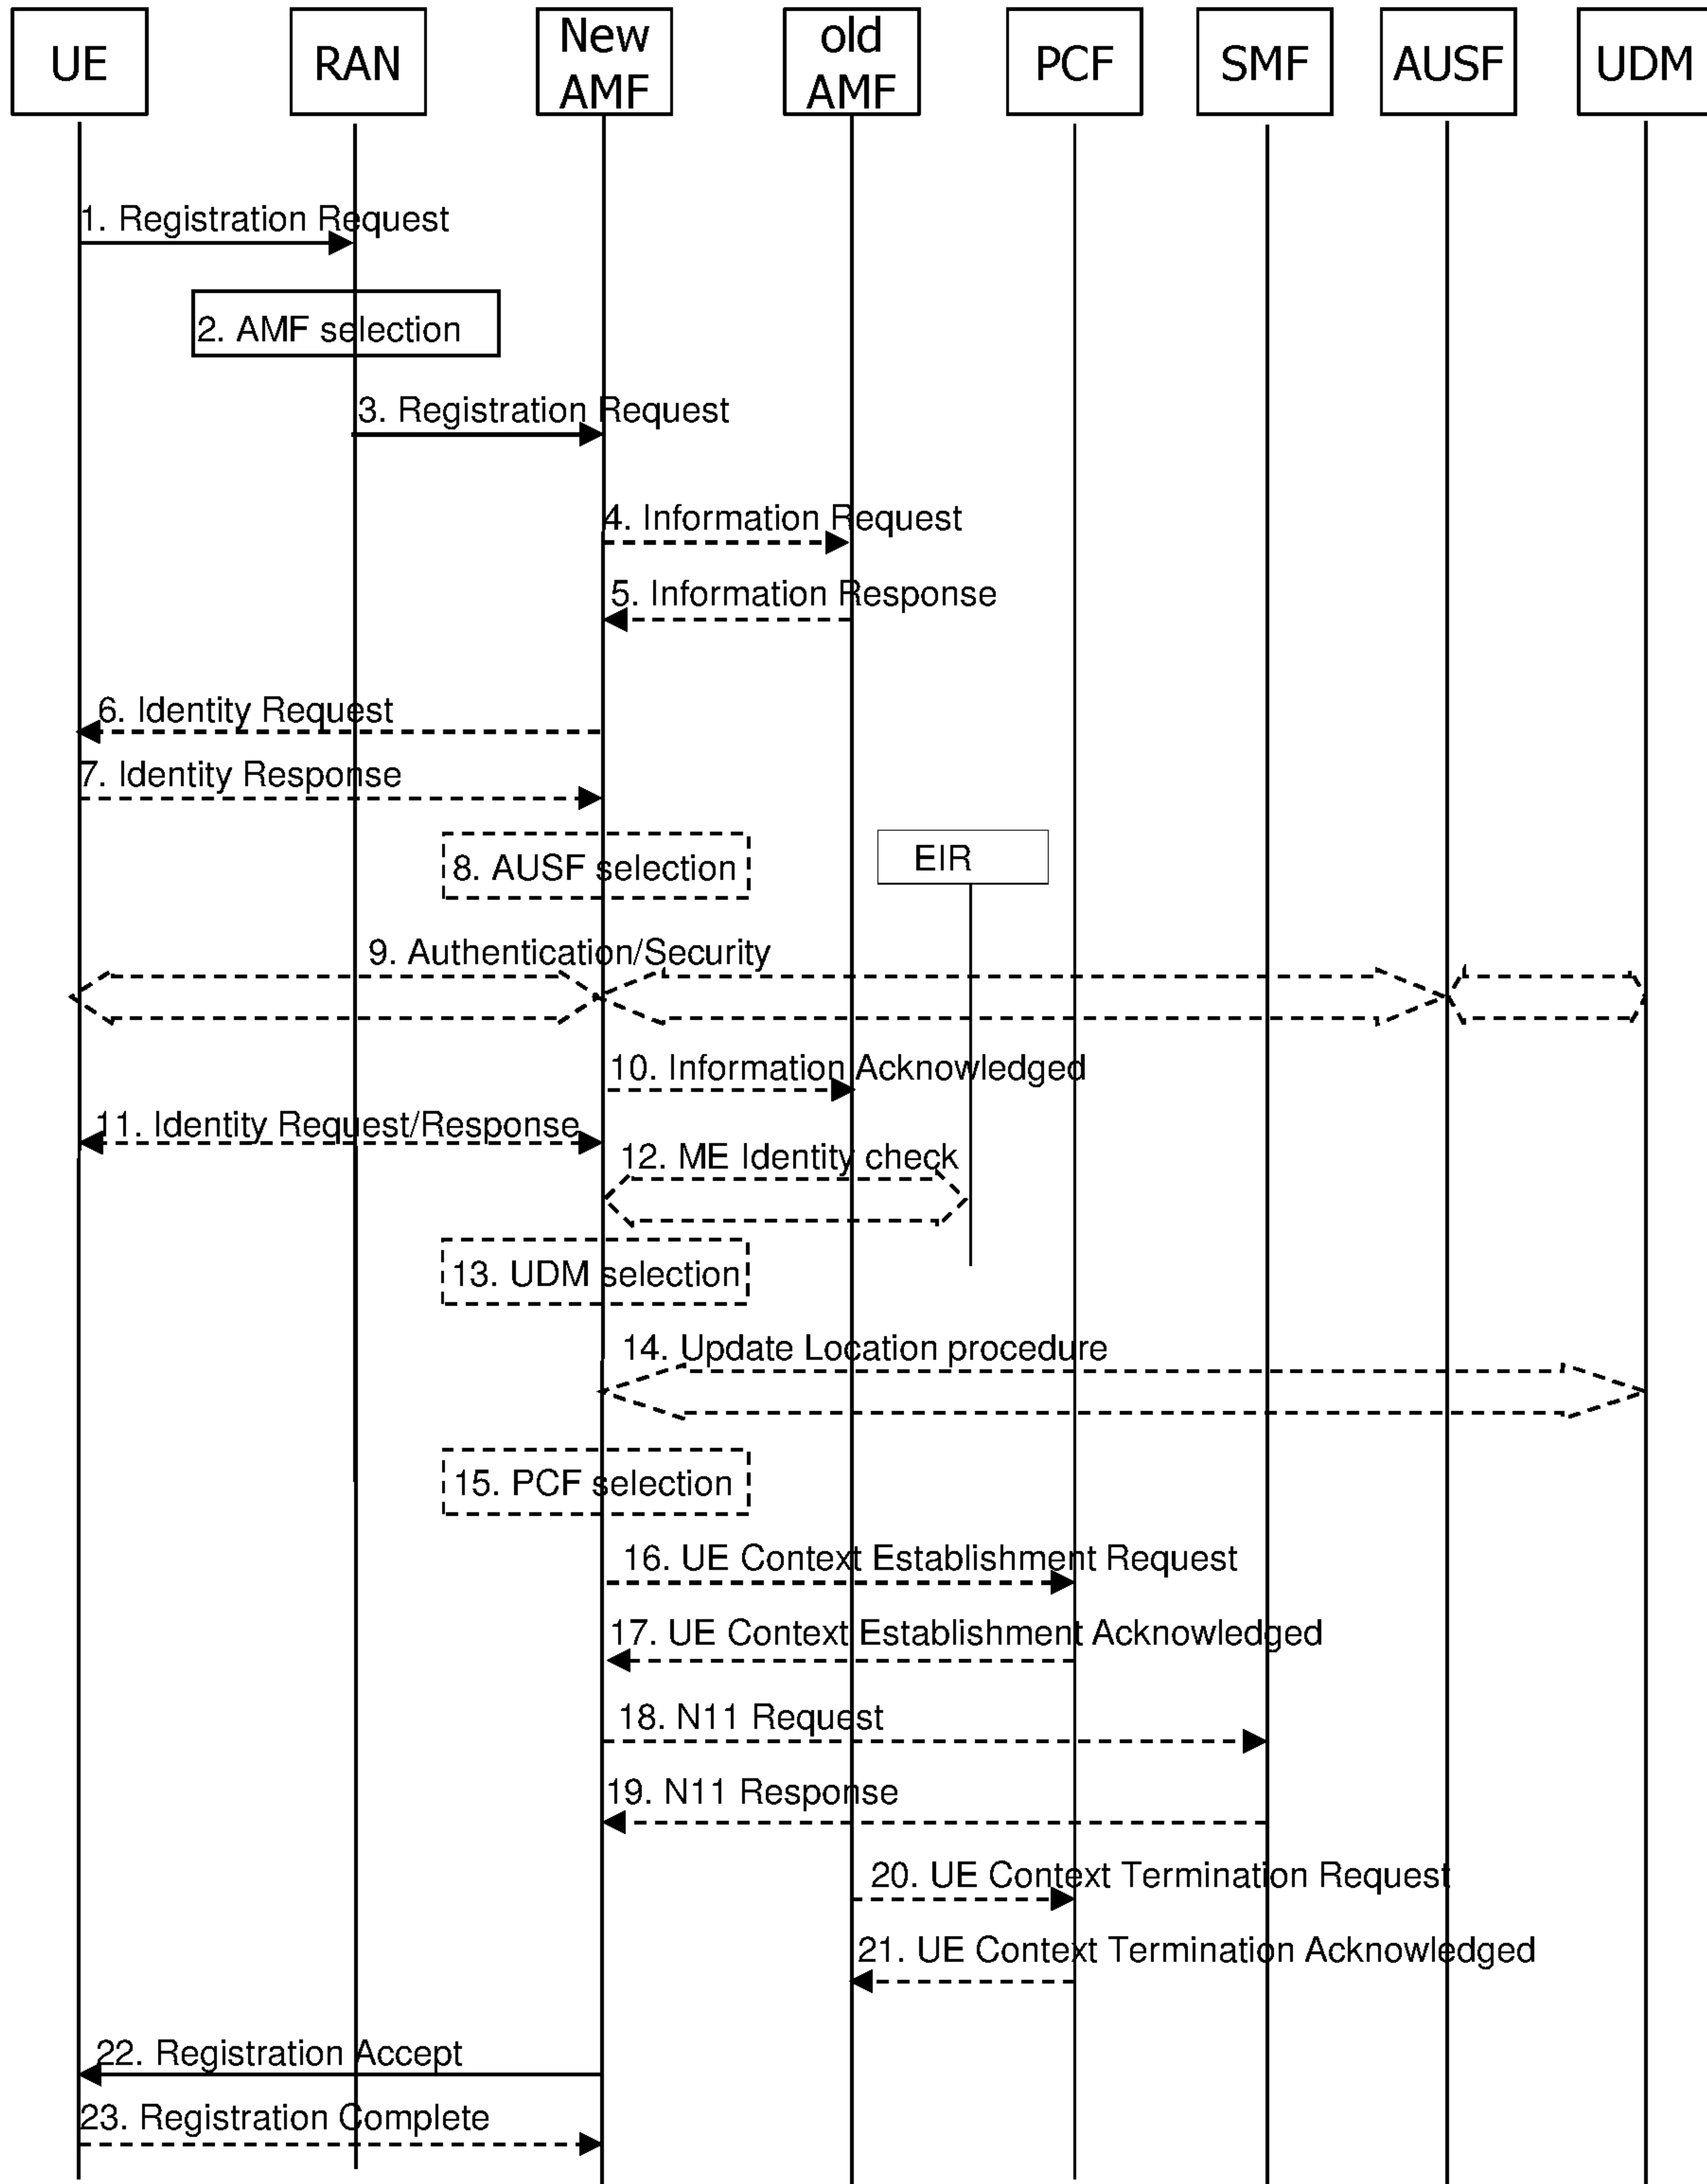 UE
RAN
New
AMF
old
AMF
PCF
SMF
AUSF
UDM
1. Registration Request
2. AMF selection
3. Registration Request
4. Information Request
5. Information Response
6. Identity Request
7. Identity Response
8. AUSF selection
EIR
9. Authentication/Security
10. Information Acknowledged
11. Identity Request/Response
12. ME Identity check
13. UDM selection
14. Update Location procedure
15. PCF selection
16. UE Context Establishment Request
17. UE Context Establishment Acknowledged
18. N11 Request
19. N11 Response
20. UE Context Termination Request
21. UE Context Termination Acknowledged
22. Registration Accept
23. Registration Complete